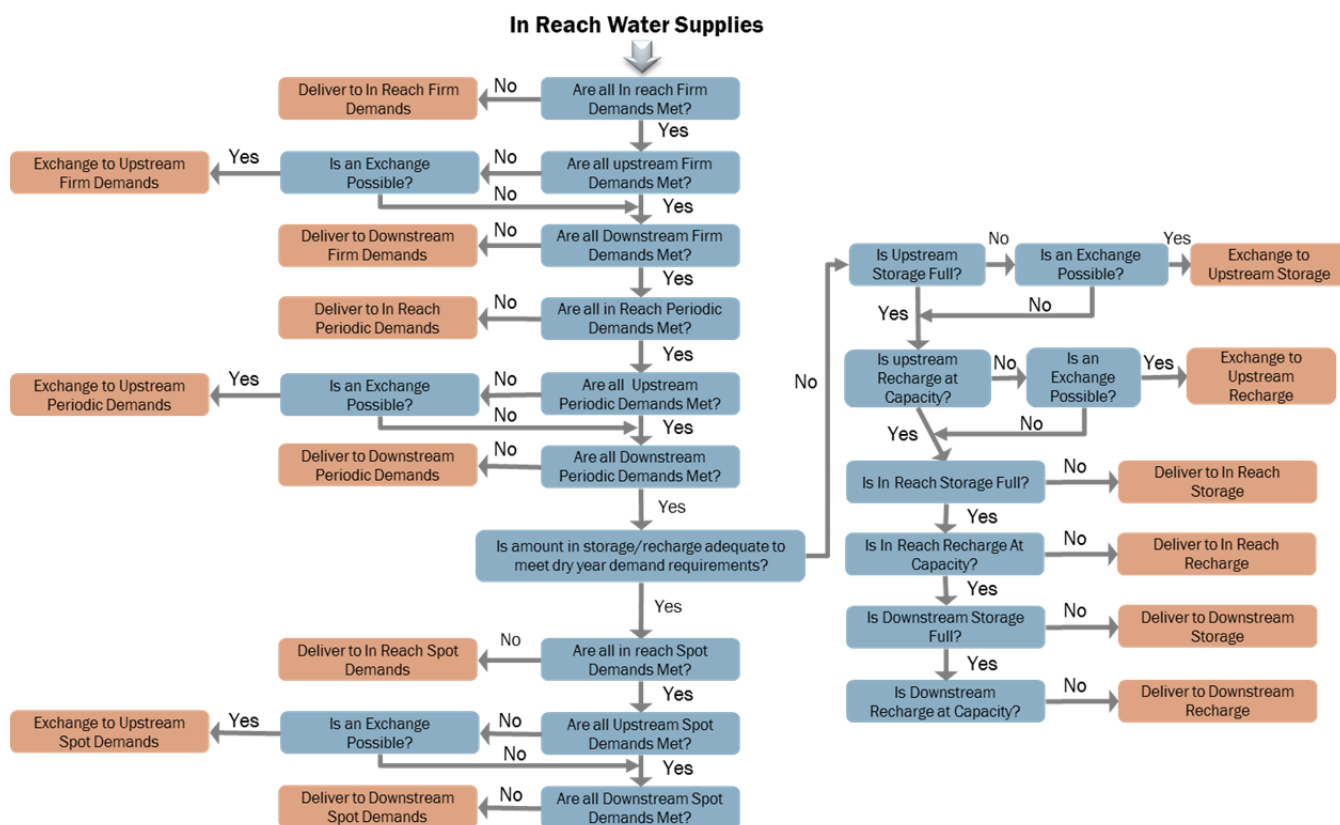 In Reach Water Supplies
Deliver to In Reach Firm
Demands
No
Are all In reach Firm
Demands Met?
Yes
Exchange to Upstream
Firm Demands
Yes
Is an Exchange
Possible?
No
Are all upstream Firm
Demands Met?
No
Yes
Deliver to Downstream
Firm Demands
No
Are all Downstream Firm
Demands Met?
Yes
Deliver to In Reach
Periodic Demands
No
Are all in Reach Periodic
Demands Met?
Yes
Exchange to Upstream
Periodic Demands
Yes
Is an Exchange
Possible?
No
Are all Upstream
Periodic Demands Met?
No
Yes
Deliver to Downstream
Periodic Demands
No
Are all Downstream
Periodic Demands Met?
Yes
Is amount in storage/recharge adequate to
meet dry year demand requirements?
No
Yes
Deliver to In Reach Spot
Demands
No
Are all in reach Spot
Demands Met?
Yes
Exchange to Upstream
Spot Demands
Yes
Is an Exchange
Possible?
No
Are all Upstream Spot
Demands Met?
No
Yes
Deliver to Downstream
Spot Demands
No
Are all Downstream Spot
Demands Met?
Is Upstream
Storage Full?
No
Is an Exchange
Possible?
Yes
Exchange to
Upstream Storage
Yes
No
Is upstream
Recharge at
Capacity?
No
Is an
Exchange
Possible?
Yes
Exchange to
Upstream
Recharge
Yes
No
Is In Reach Storage Full?
No
Deliver to In Reach
Storage
Yes
Is In Reach Recharge At
Capacity?
No
Deliver to In Reach
Recharge
Yes
Is Downstream Storage
Full?
No
Deliver to Downstream
Storage
Yes
Is Downstream
Recharge at Capacity?
No
Deliver to Downstream
Recharge